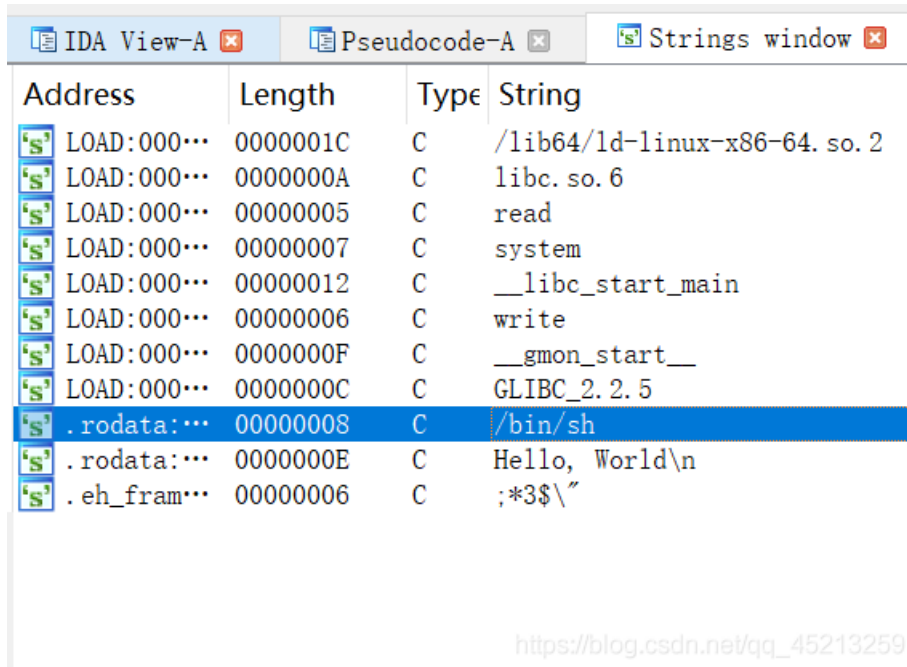 IDA View-A Pseudocode-A Strings window
Address Length Type String
LOAD:000… 0000001C C /lib64/ld-linux-x86-64.so.2
LOAD:000… 0000000A C libc.so.6
LOAD:000… 00000005 C read
LOAD:000… 00000007 C system
LOAD:000… 00000012 C __libc_start_main
LOAD:000… 00000006 C write
LOAD:000… 0000000F C __gmon_start__
LOAD:000… 0000000C C GLIBC_2.2.5
.rodata:… 00000008 C /bin/sh
.rodata:… 0000000E C Hello, World\n
.eh_fram… 00000006 C ;*3$\"
https://blog.csdn.net/qq_45213259